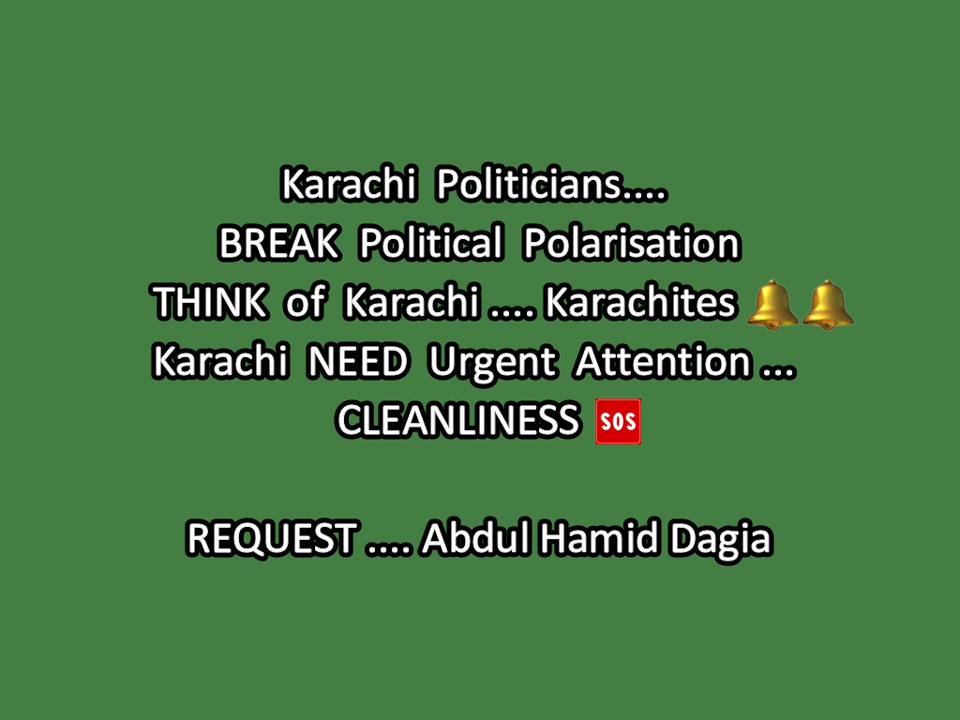 Karachi Politicians....
BREAK Political Polarisation
THINK of Karachi .... Karachites 🔔🔔
Karachi NEED Urgent Attention ...
CLEANLINESS 🆘
REQUEST .... Abdul Hamid Dagia